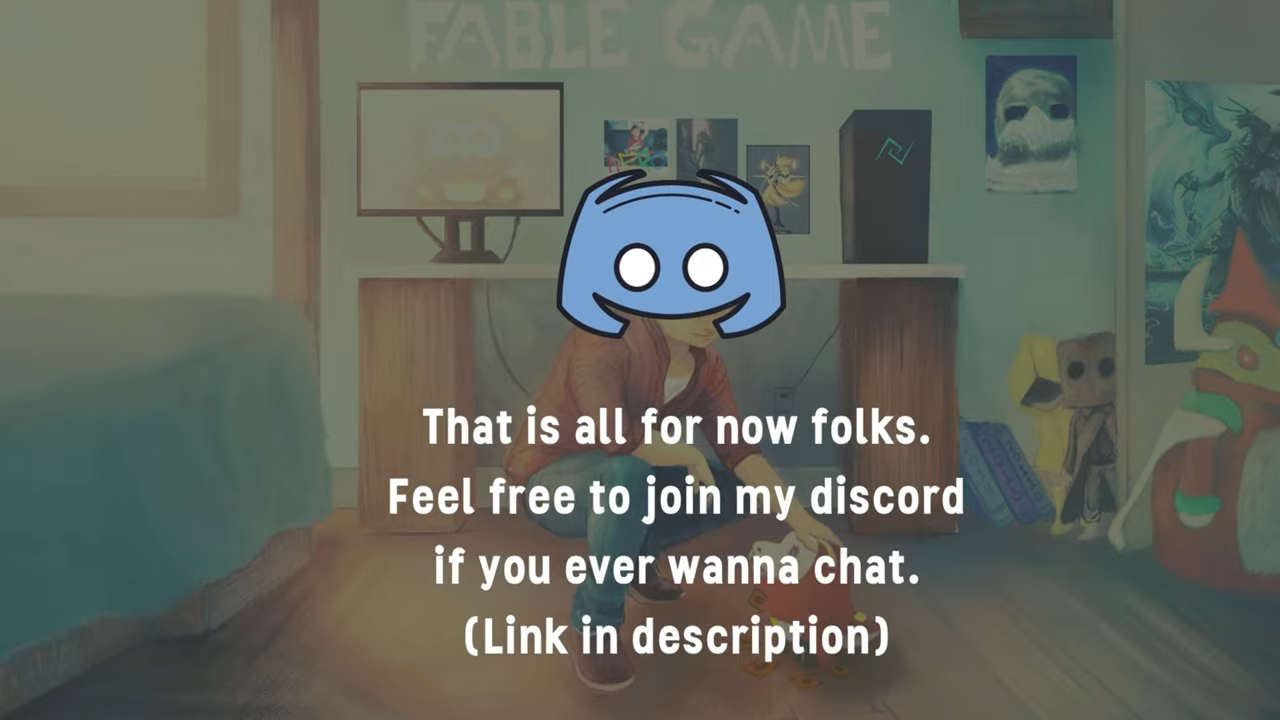 FABLE GAME
That is all for now folks.
Feel free to join my discord
if you ever wanna chat.
(Link in description)